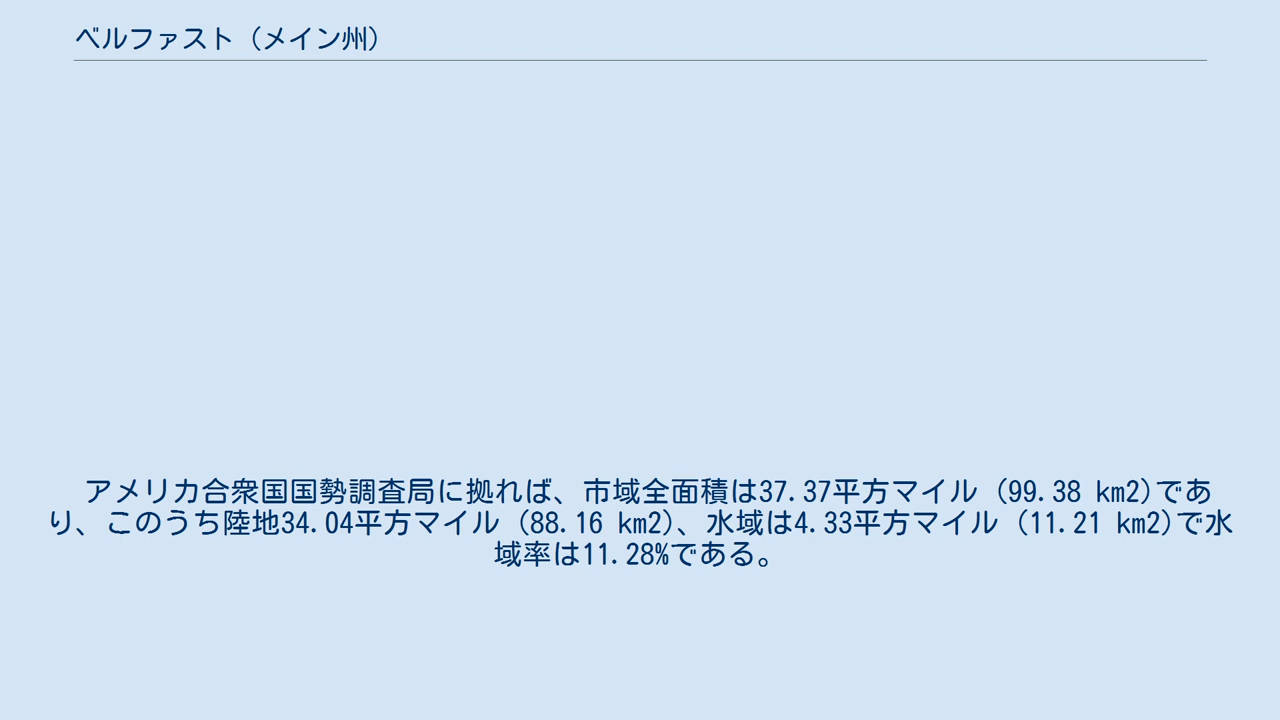 ベルファスト（メイン州）
アメリカ合衆国国勢調査局に拠れば、市域全面積は37.37平方マイル (99.38 km2)であ
り、このうち陸地34.04平方マイル (88.16 km2)、水域は4.33平方マイル (11.21 km2)で水
域率は11.28%である。